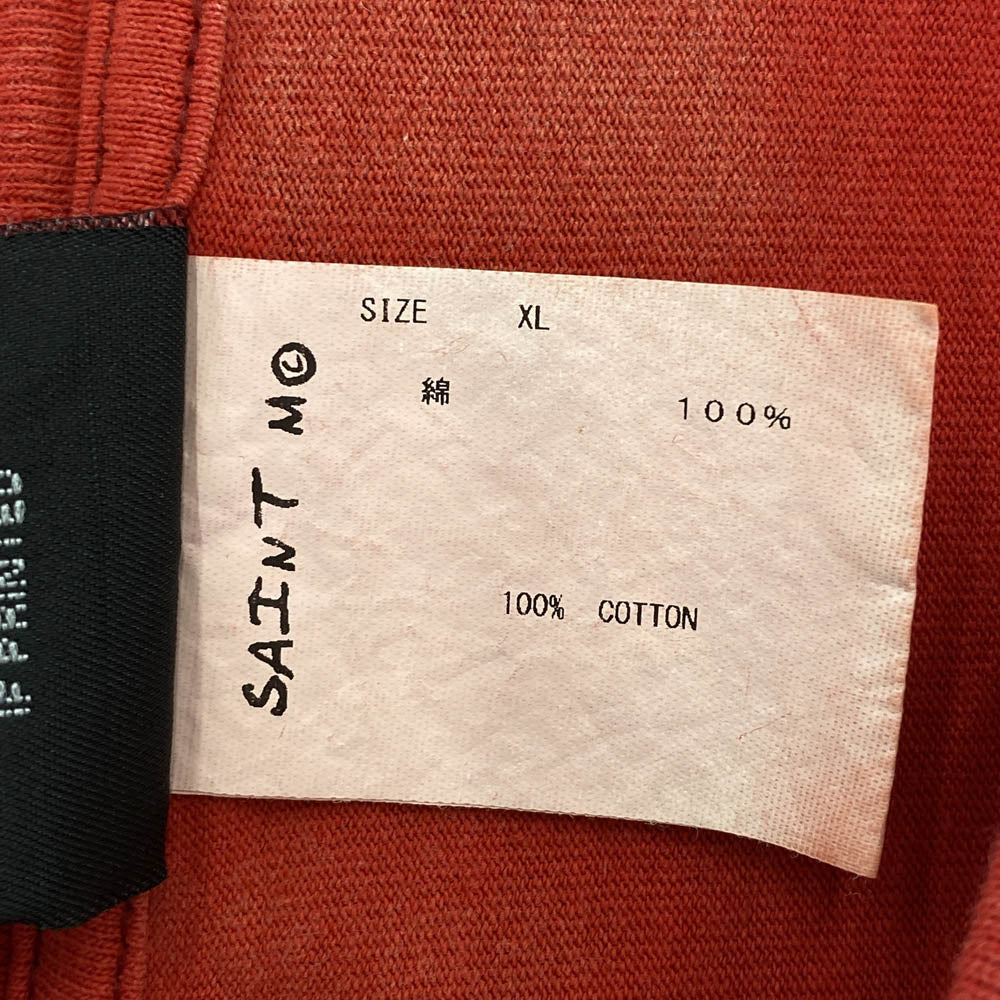 SIZE XL
綿 100%
100% COTTON
SAINT M